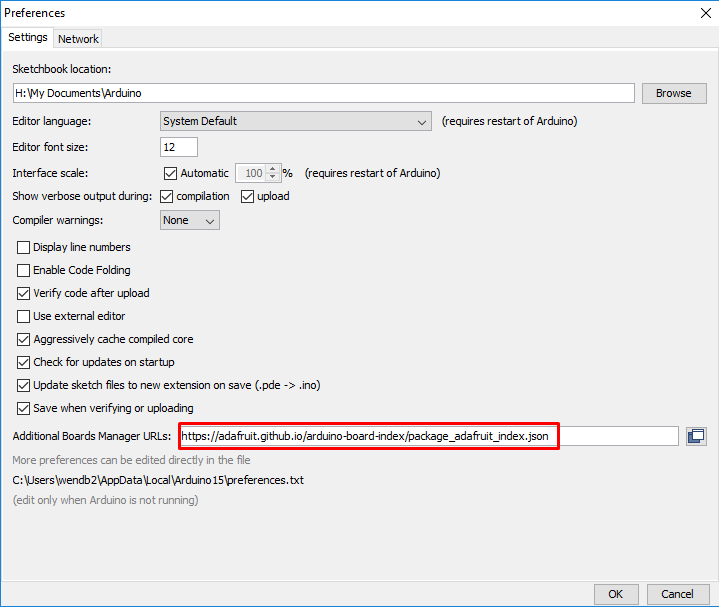 Preferences
Settings Network
Sketchbook location:
H:\My Documents\Arduino Browse
Editor language: System Default (requires restart of Arduino)
Editor font size: 12
Interface scale: Automatic 100 % (requires restart of Arduino)
Show verbose output during: compilation upload
Compiler warnings: None
Display line numbers
Enable Code Folding
Verify code after upload
Use external editor
Aggressively cache compiled core
Check for updates on startup
Update sketch files to new extension on save (.pde -> .ino)
Save when verifying or uploading
Additional Boards Manager URLs: https://adafruit.github.io/arduino-board-index/package_adafruit_index.json
More preferences can be edited directly in the file
C:\Users\wendb2\AppData\Local\Arduino15\preferences.txt
(edit only when Arduino is not running)
OK Cancel